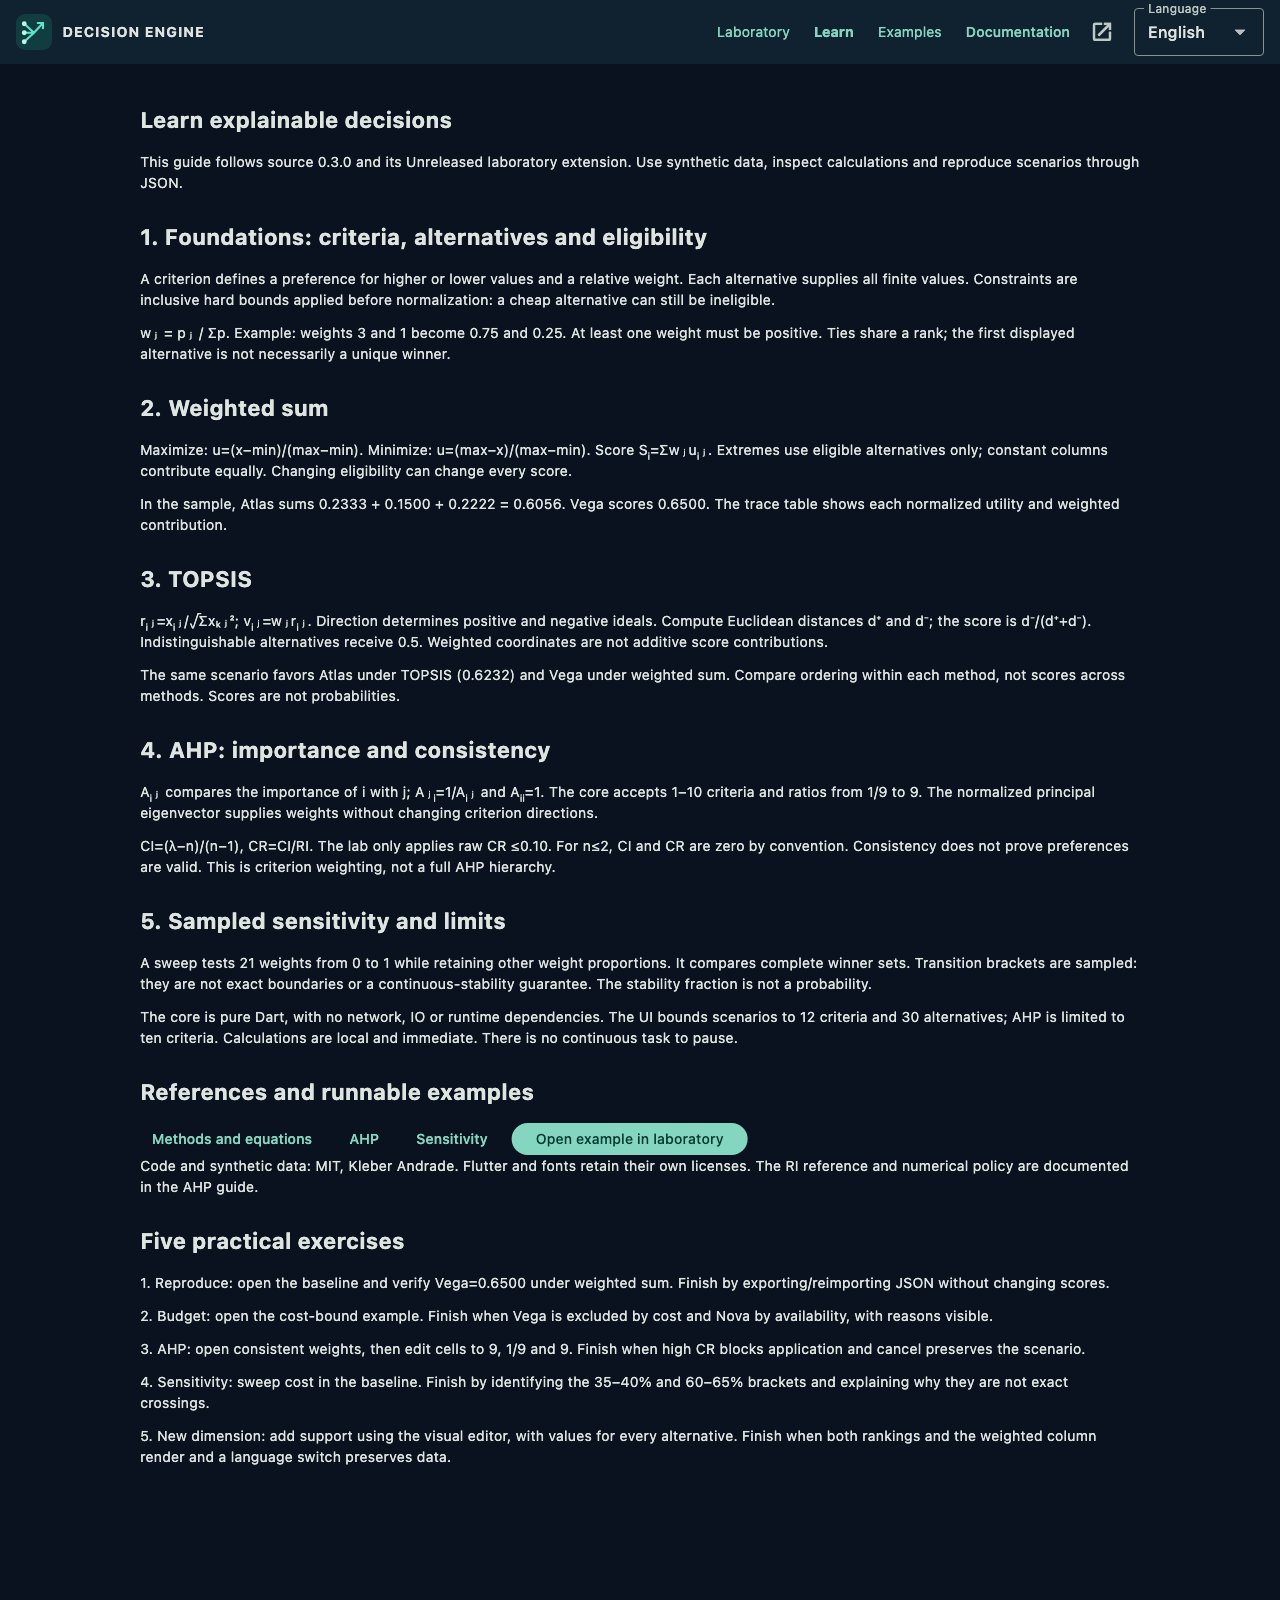 DECISION ENGINE
Laboratory
Learn
Examples
Documentation
Language
English
Learn explainable decisions
This guide follows source 0.3.0 and its Unreleased laboratory extension. Use synthetic data, inspect calculations and reproduce scenarios through
JSON.
1. Foundations: criteria, alternatives and eligibility
A criterion defines a preference for higher or lower values and a relative weight. Each alternative supplies all finite values. Constraints are
inclusive hard bounds applied before normalization: a cheap alternative can still be ineligible.
wⱼ = pⱼ / Σp. Example: weights 3 and 1 become 0.75 and 0.25. At least one weight must be positive. Ties share a rank; the first displayed
alternative is not necessarily a unique winner.
2. Weighted sum
Maximize: u=(x−min)/(max−min). Minimize: u=(max−x)/(max−min). Score Sᵢ=Σwⱼuᵢⱼ. Extremes use eligible alternatives only; constant columns
contribute equally. Changing eligibility can change every score.
In the sample, Atlas sums 0.2333 + 0.1500 + 0.2222 = 0.6056. Vega scores 0.6500. The trace table shows each normalized utility and weighted
contribution.
3. TOPSIS
rᵢⱼ=xᵢⱼ/√Σxₖⱼ²; vᵢⱼ=wⱼrᵢⱼ. Direction determines positive and negative ideals. Compute Euclidean distances d⁺ and d⁻; the score is d⁻/(d⁺+d⁻).
Indistinguishable alternatives receive 0.5. Weighted coordinates are not additive score contributions.
The same scenario favors Atlas under TOPSIS (0.6232) and Vega under weighted sum. Compare ordering within each method, not scores across
methods. Scores are not probabilities.
4. AHP: importance and consistency
Aᵢⱼ compares the importance of i with j; Aⱼᵢ=1/Aᵢⱼ and Aᵢᵢ=1. The core accepts 1–10 criteria and ratios from 1/9 to 9. The normalized principal
eigenvector supplies weights without changing criterion directions.
CI=(λ−n)/(n−1), CR=CI/RI. The lab only applies raw CR ≤0.10. For n≤2, CI and CR are zero by convention. Consistency does not prove preferences
are valid. This is criterion weighting, not a full AHP hierarchy.
5. Sampled sensitivity and limits
A sweep tests 21 weights from 0 to 1 while retaining other weight proportions. It compares complete winner sets. Transition brackets are sampled:
they are not exact boundaries or a continuous-stability guarantee. The stability fraction is not a probability.
The core is pure Dart, with no network, IO or runtime dependencies. The UI bounds scenarios to 12 criteria and 30 alternatives; AHP is limited to
ten criteria. Calculations are local and immediate. There is no continuous task to pause.
References and runnable examples
Methods and equations
AHP
Sensitivity
Open example in laboratory
Code and synthetic data: MIT, Kleber Andrade. Flutter and fonts retain their own licenses. The RI reference and numerical policy are documented
in the AHP guide.
Five practical exercises
1. Reproduce: open the baseline and verify Vega=0.6500 under weighted sum. Finish by exporting/reimporting JSON without changing scores.
2. Budget: open the cost-bound example. Finish when Vega is excluded by cost and Nova by availability, with reasons visible.
3. AHP: open consistent weights, then edit cells to 9, 1/9 and 9. Finish when high CR blocks application and cancel preserves the scenario.
4. Sensitivity: sweep cost in the baseline. Finish by identifying the 35–40% and 60–65% brackets and explaining why they are not exact
crossings.
5. New dimension: add support using the visual editor, with values for every alternative. Finish when both rankings and the weighted column
render and a language switch preserves data.